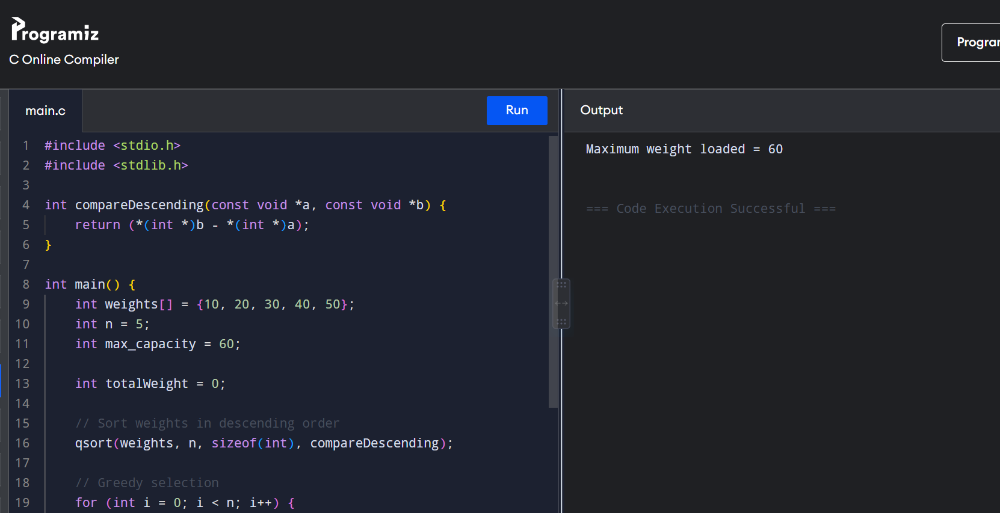 Programiz
C Online Compiler
Progra
main.c
Run
Output
1 #include <stdio.h>
2 #include <stdlib.h>
3
4 int compareDescending(const void *a, const void *b) {
5     return (*(int *)b - *(int *)a);
6 }
7
8 int main() {
9     int weights[] = {10, 20, 30, 40, 50};
10     int n = 5;
11     int max_capacity = 60;
12
13     int totalWeight = 0;
14
15     // Sort weights in descending order
16     qsort(weights, n, sizeof(int), compareDescending);
17
18     // Greedy selection
19     for (int i = 0; i < n; i++) {
Maximum weight loaded = 60
=== Code Execution Successful ===